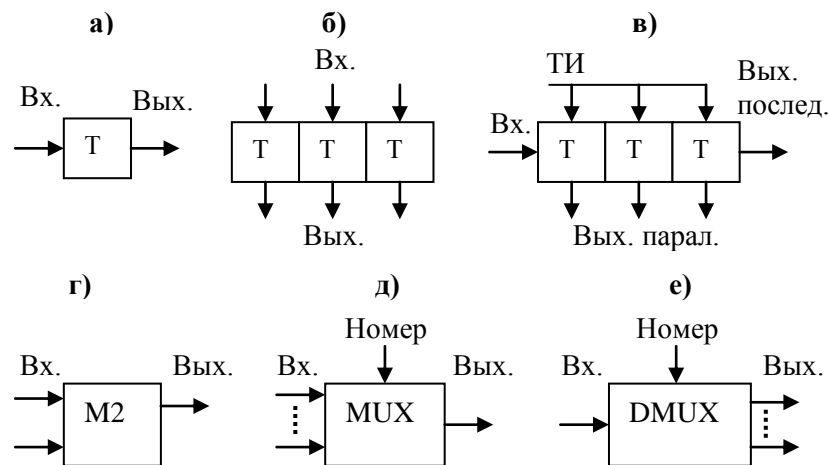 а)
Вх. Вых.
Т
б)
Вх.
Т Т Т
Вых.
в)
ТИ
Вых.
послед.
Вх.
Т Т Т
Вых. парал.
г)
Вх. Вых.
М2
д)
Номер
Вх. Вых.
MUX
е)
Номер
Вх. Вых.
DMUX